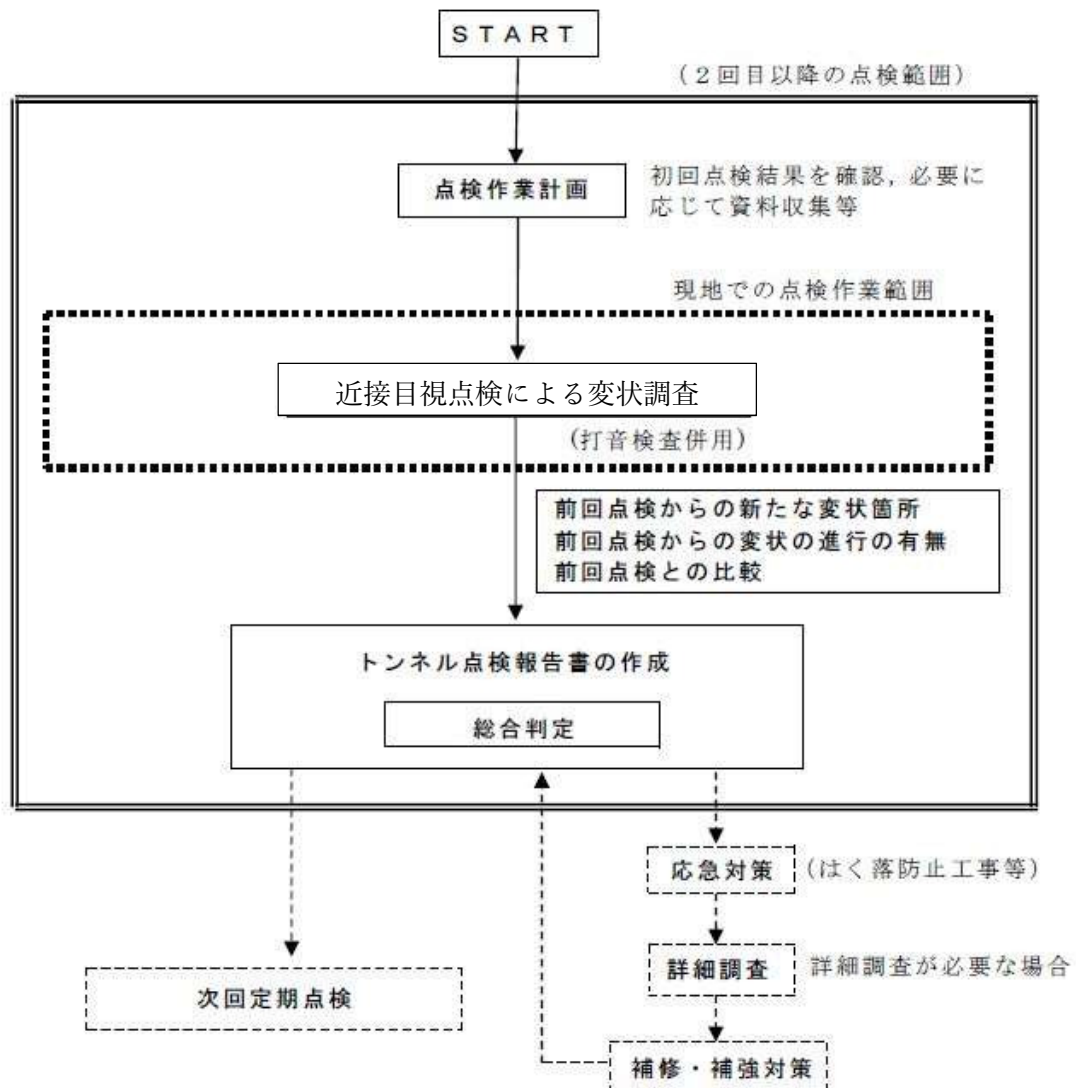 ＳＴＡＲＴ
(２回目以降の点検範囲)
点検作業計画
初回点検結果を確認，必要に
応じて資料収集等
現地での点検作業範囲
近接目視点検による変状調査
(打音検査併用)
前回点検からの新たな変状箇所
前回点検からの変状の進行の有無
前回点検との比較
トンネル点検報告書の作成
総合判定
応急対策
(はく落防止工事等)
詳細調査
詳細調査が必要な場合
次回定期点検
補修・補強対策